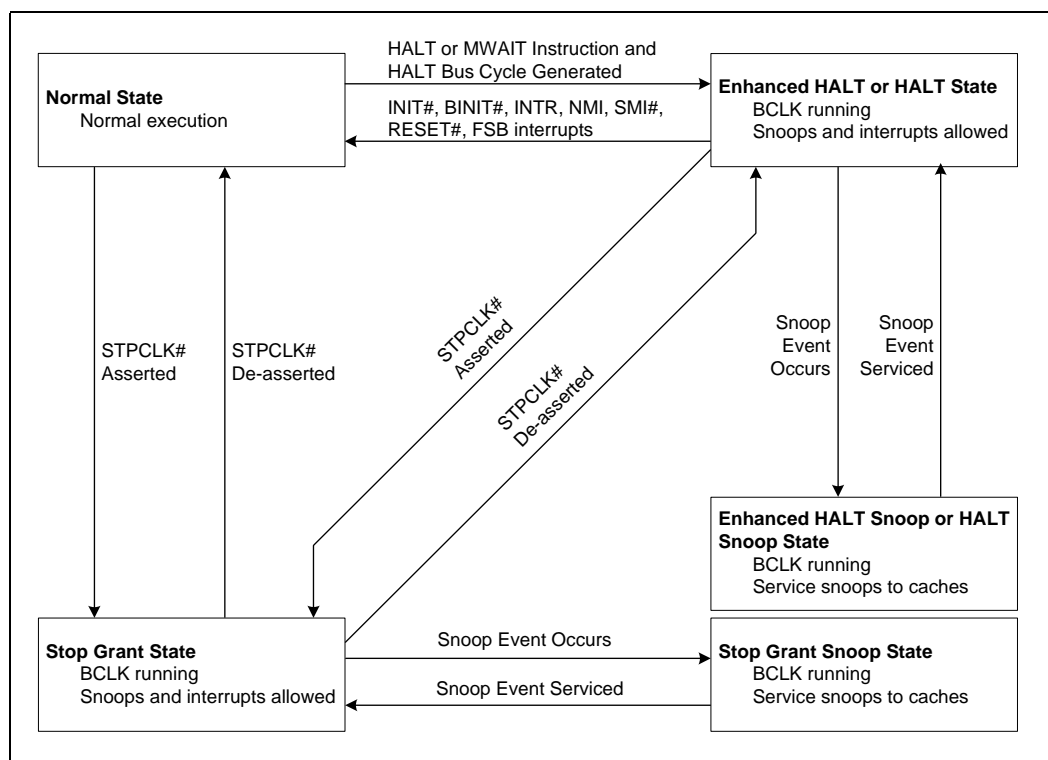 HALT or MWAIT Instruction and
HALT Bus Cycle Generated
Normal State
Normal execution
INIT#, BINIT#, INTR, NMI, SMI#,
RESET#, FSB interrupts
Enhanced HALT or HALT State
BCLK running
Snoops and interrupts allowed
STPCLK#
Asserted
STPCLK#
De-asserted
STPCLK#
Asserted
STPCLK#
De-asserted
Snoop
Event
Occurs
Snoop
Event
Serviced
Enhanced HALT Snoop or HALT
Snoop State
BCLK running
Service snoops to caches
Stop Grant State
BCLK running
Snoops and interrupts allowed
Snoop Event Occurs
Snoop Event Serviced
Stop Grant Snoop State
BCLK running
Service snoops to caches